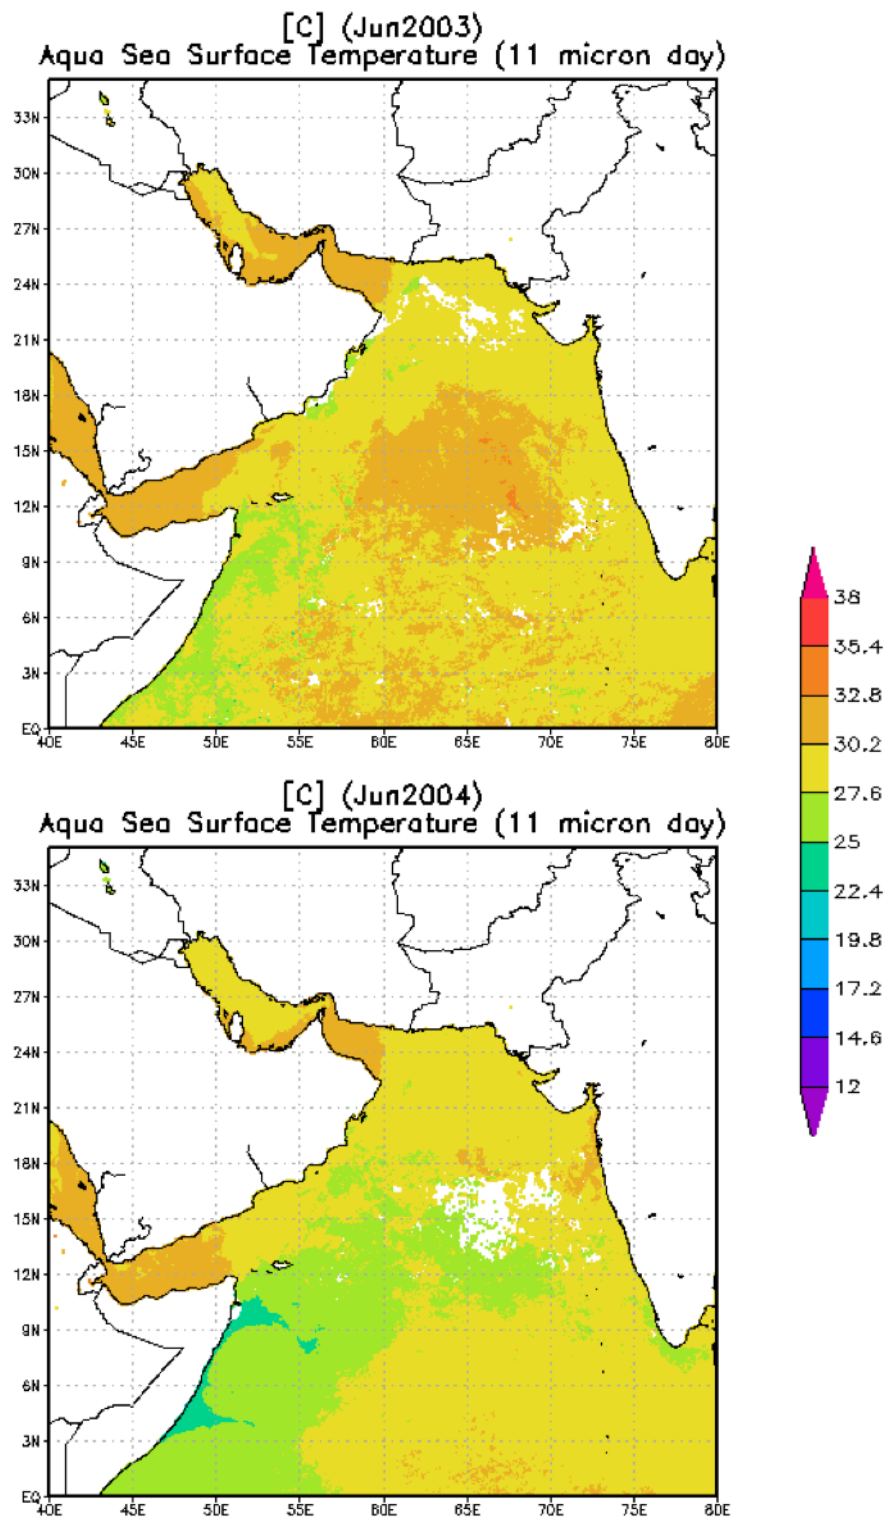 [C] (Jun2003)
Aqua Sea Surface Temperature (11 micron day)
33N
30N
27N
24N
21N
18N
15N
12N
9N
6N
3N
EQ
40E 45E 50E 55E 60E 65E 70E 75E 80E
[C] (Jun2004)
Aqua Sea Surface Temperature (11 micron day)
33N
30N
27N
24N
21N
18N
15N
12N
9N
6N
3N
EQ
40E 45E 50E 55E 60E 65E 70E 75E 80E
38
35.4
32.8
30.2
27.6
25
22.4
19.8
17.2
14.6
12